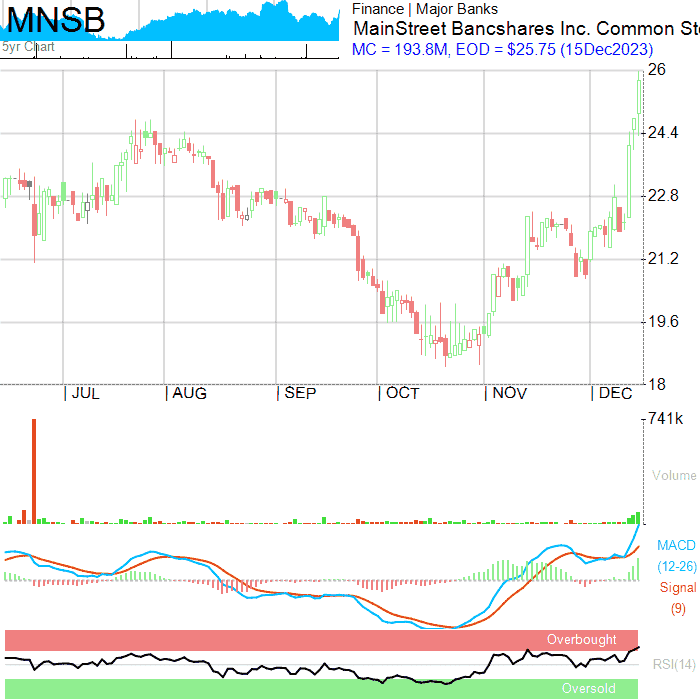 MNSB
5yr Chart
Finance | Major Banks
MainStreet Bancshares Inc. Common Sto
MC = 193.8M, EOD = $25.75 (15Dec2023)
26
24.4
22.8
21.2
19.6
18
JUL AUG SEP OCT NOV DEC
741k
Volume
MACD
(12-26)
Signal
(9)
Overbought
RSI(14)
Oversold